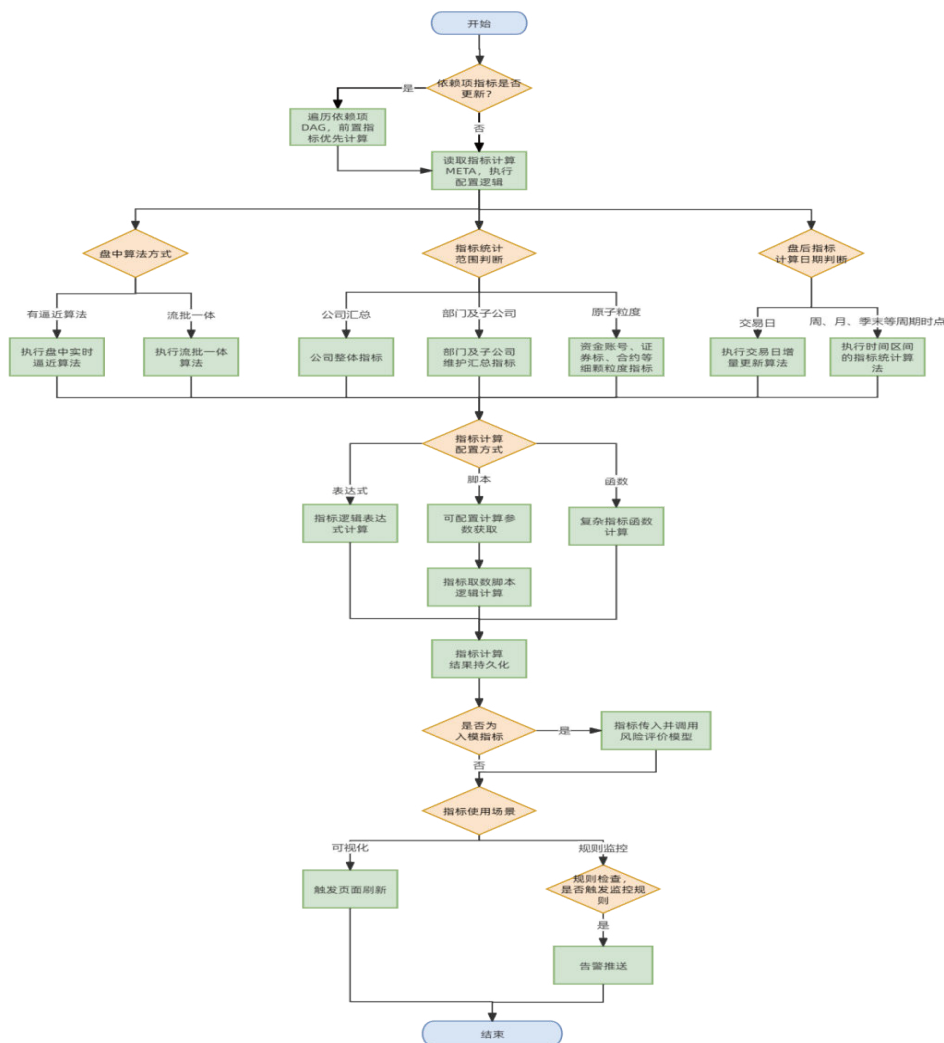 开始
依赖项指标是否
更新？
是
否
遍历依赖项
DAG，前置指
标优先计算
读取指标计算
META，执行
配置逻辑
盘中算法方式
指标统计
范围判断
盘后指标
计算日期判断
有逼近算法
流批一体
公司汇总
部门及子公司
原子粒度
交易日
周、月、季末等周期时点
执行盘中实时
逼近算法
执行流批一体
算法
公司整体指标
部门及子公司
维护汇总指标
资金账号、证
券标、合约等
细颗粒度指标
执行交易日增
量更新算法
执行时间区间
的指标统计算
法
指标计算
配置方式
表达式
脚本
函数
指标逻辑表达
式计算
可配置计算参
数获取
复杂指标函数
计算
指标取数脚本
逻辑计算
指标计算
结果持久化
是否为
入模指标
是
否
指标传入并调用
风险评价模型
指标使用场景
可视化
规则监控
触发页面刷新
规则检查，
是否触发监控规
则
是
告警推送
结束